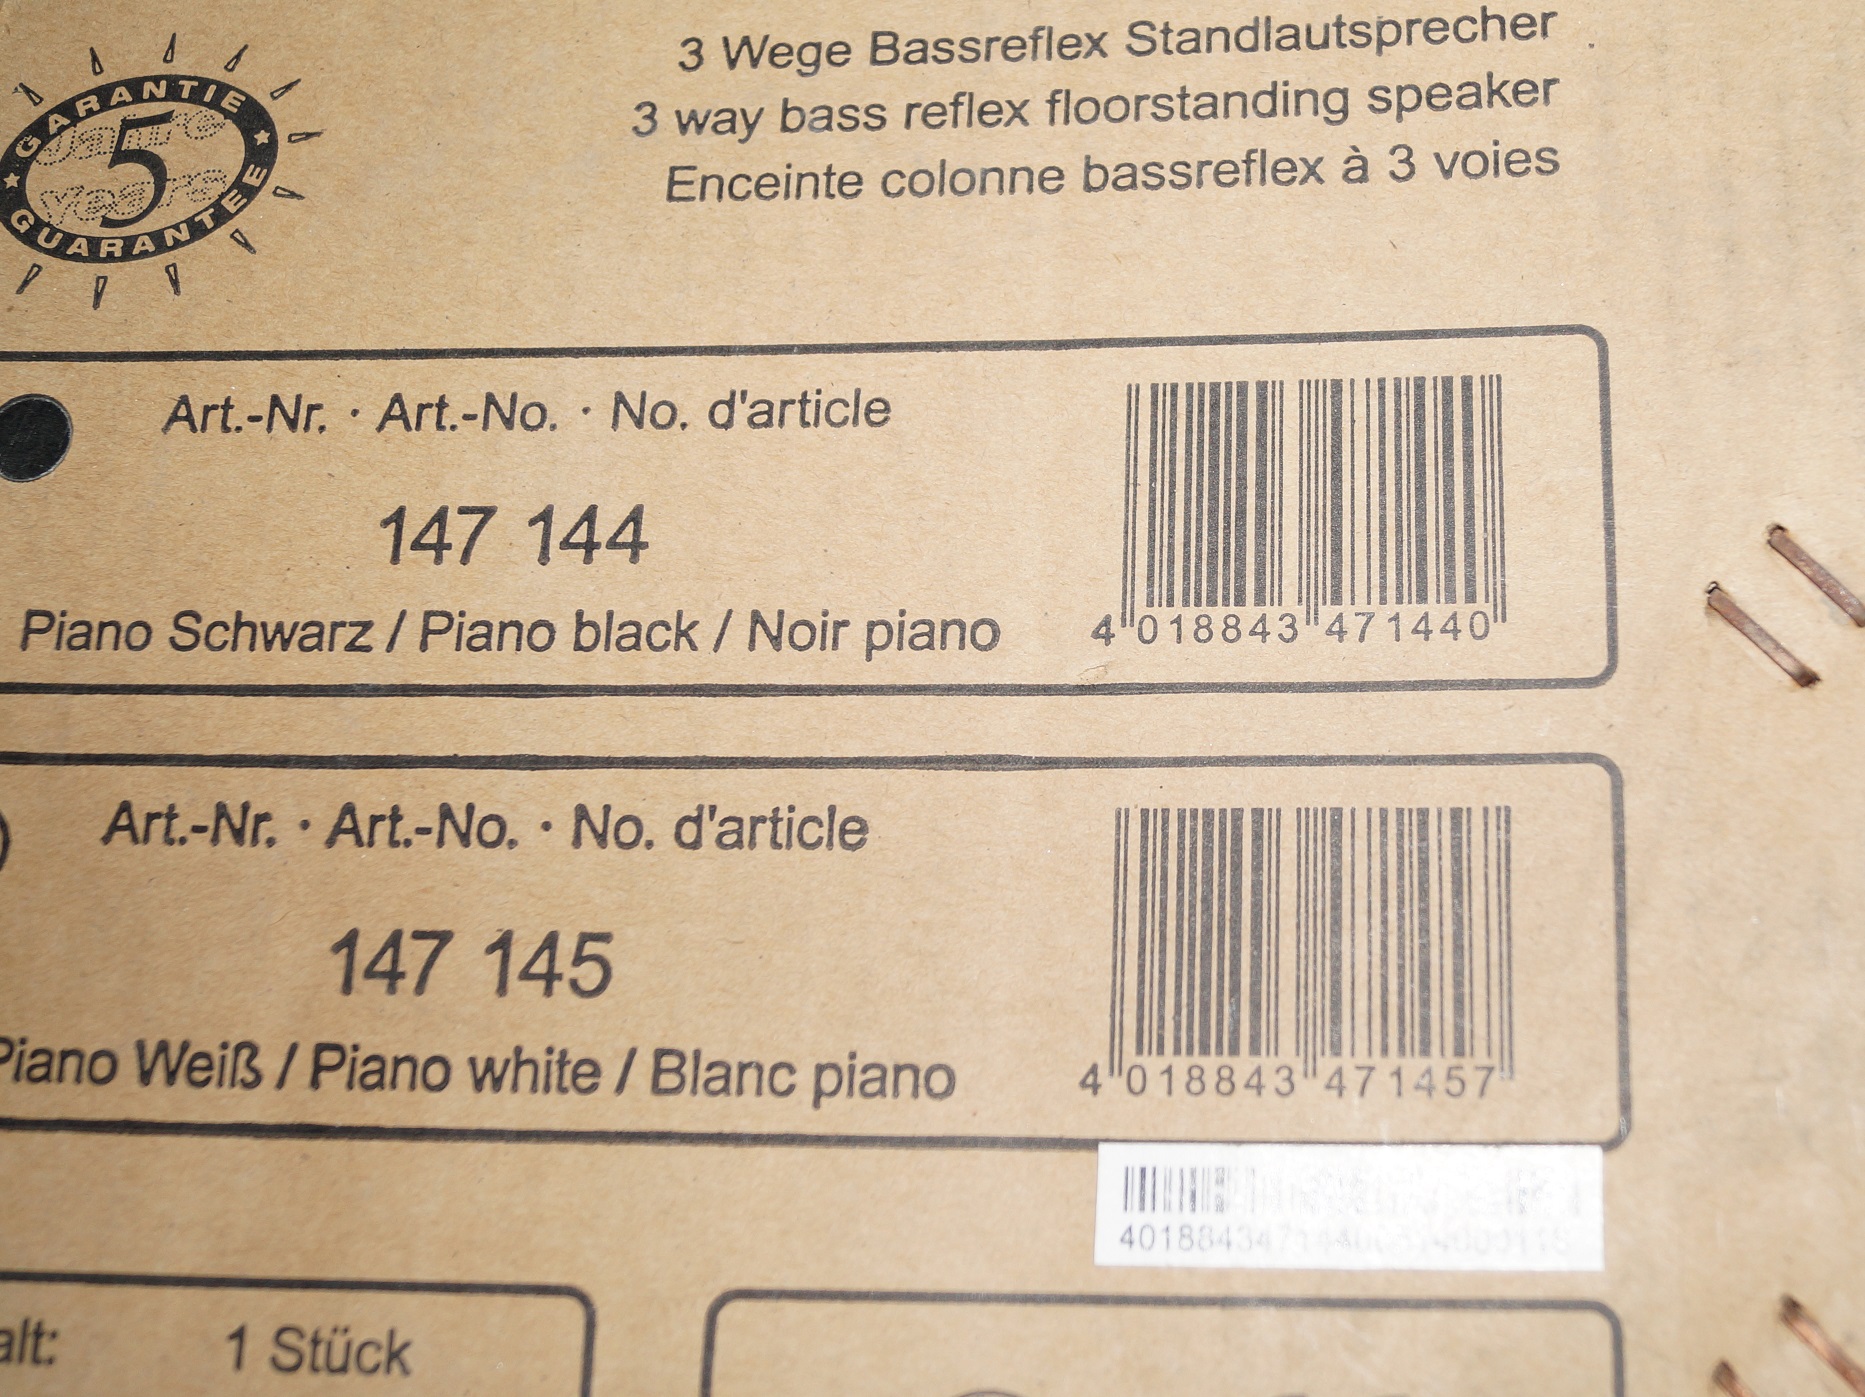 GARANTIE
Jahre
5
years
GUARANTEE
3 Wege Bassreflex Standlautsprecher
3 way bass reflex floorstanding speaker
Enceinte colonne bassreflex à 3 voies
Art.-Nr. · Art.-No. · No. d'article
147 144
Piano Schwarz / Piano black / Noir piano
4 018843 471440
Art.-Nr. · Art.-No. · No. d'article
147 145
Piano Weiß / Piano white / Blanc piano
4 018843 471457
1 Stück